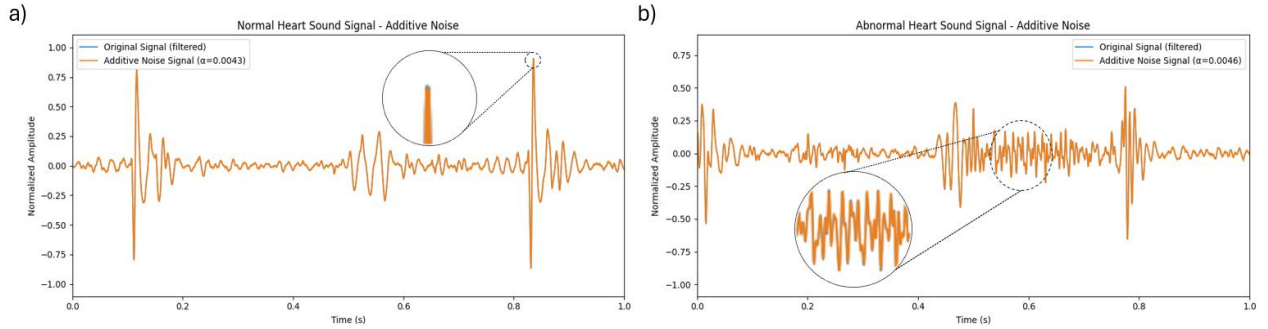 a)
Normal Heart Sound Signal - Additive Noise
Original Signal (filtered)
Additive Noise Signal (α=0.0043)
1.00
0.75
0.50
0.25
0.00
−0.25
−0.50
−0.75
−1.00
Normalized Amplitude
0.0 0.2 0.4 0.6 0.8 1.0
Time (s)
b)
Abnormal Heart Sound Signal - Additive Noise
Original Signal (filtered)
Additive Noise Signal (α=0.0046)
0.75
0.50
0.25
0.00
−0.25
−0.50
−0.75
−1.00
Normalized Amplitude
0.0 0.2 0.4 0.6 0.8 1.0
Time (s)